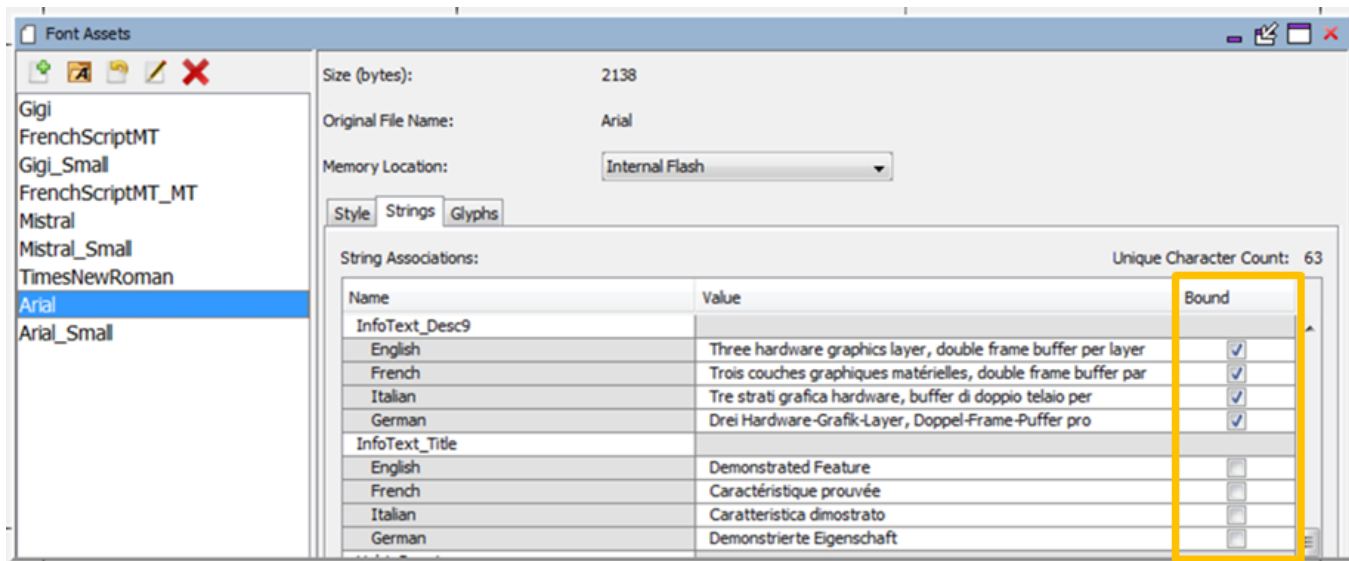 Font Assets
Size (bytes): 2138
Gigi
FrenchScriptMT
Gigi_Small
FrenchScriptMT_MT
Mistral
Mistral_Small
TimesNewRoman
Arial
Arial_Small
Original File Name: Arial
Memory Location: Internal Flash
Style Strings Glyphs
String Associations: Unique Character Count: 63
Name Value Bound
InfoText_Desc9
English Three hardware graphics layer, double frame buffer per layer
French Trois couches graphiques matérielles, double frame buffer par
Italian Tre strati grafica hardware, buffer di doppio telaio per
German Drei Hardware-Grafik-Layer, Doppel-Frame-Puffer pro
InfoText_Title
English Demonstrated Feature
French Caractéristique prouvée
Italian Caratteristica dimostrato
German Demonstrierte Eigenschaft